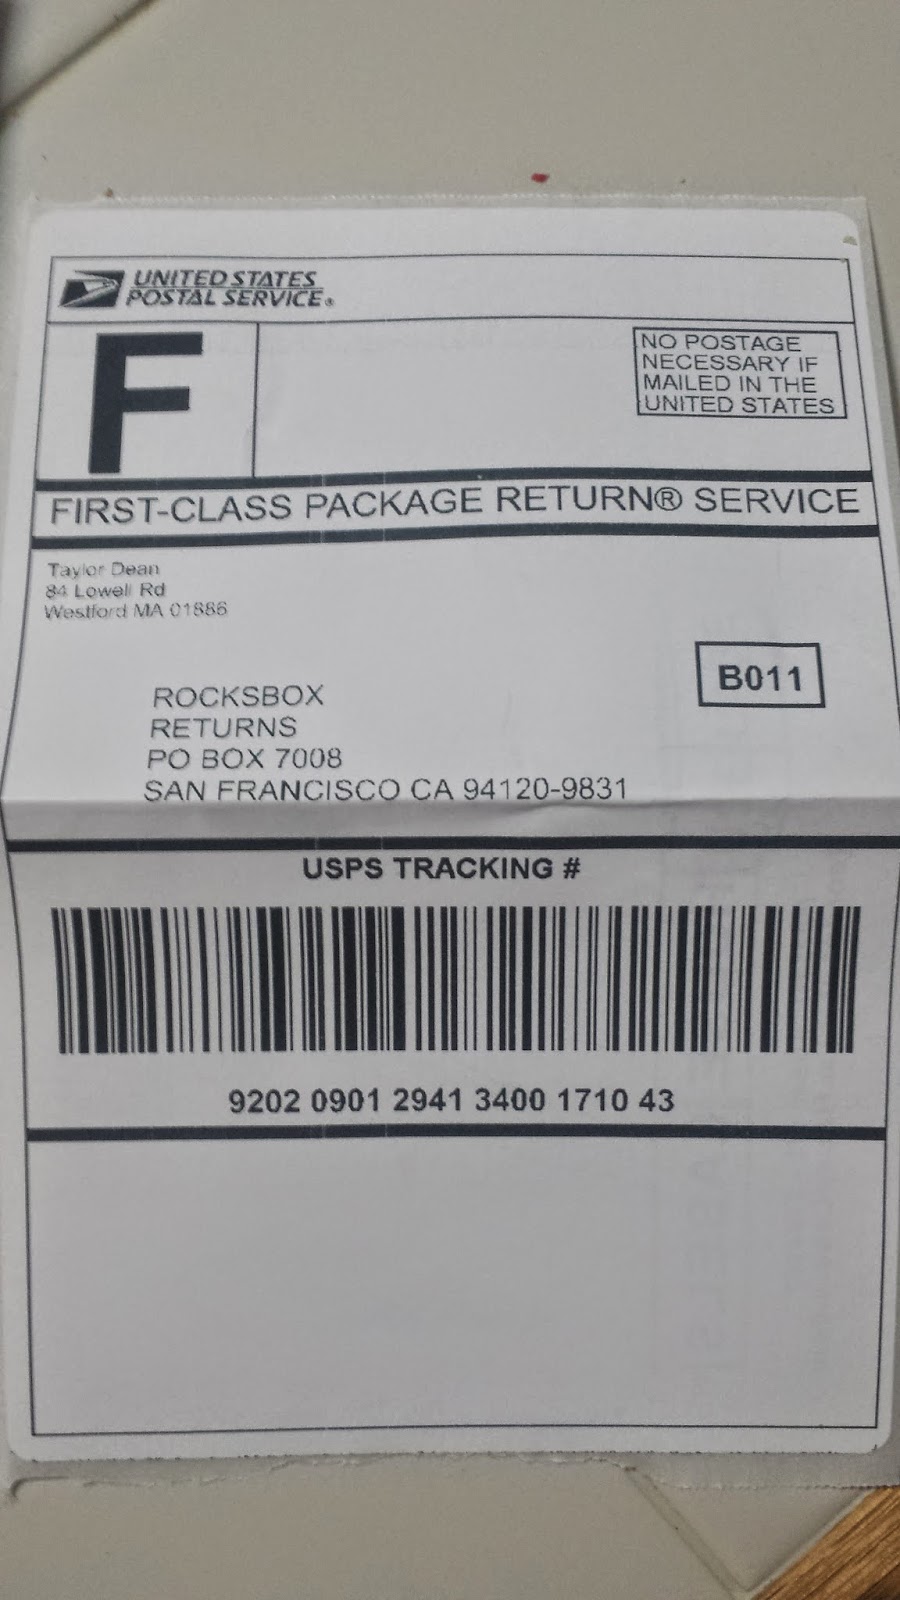 UNITED STATES
POSTAL SERVICE®
F
NO POSTAGE
NECESSARY IF
MAILED IN THE
UNITED STATES
FIRST-CLASS PACKAGE RETURN® SERVICE
Taylor Dean
84 Lowell Rd
Westford MA 01886
B011
ROCKSBOX
RETURNS
PO BOX 7008
SAN FRANCISCO CA 94120-9831
USPS TRACKING #
9202 0901 2941 3400 1710 43